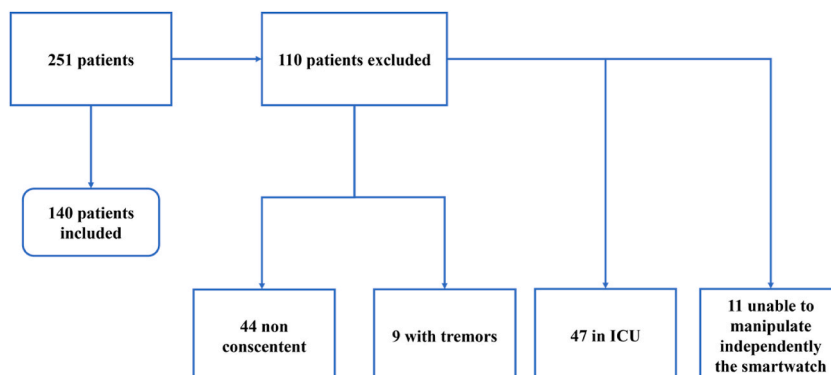 251 patients
110 patients excluded
140 patients
included
44 non
conscentent
9 with tremors
47 in ICU
11 unable to
manipulate
independently
the smartwatch